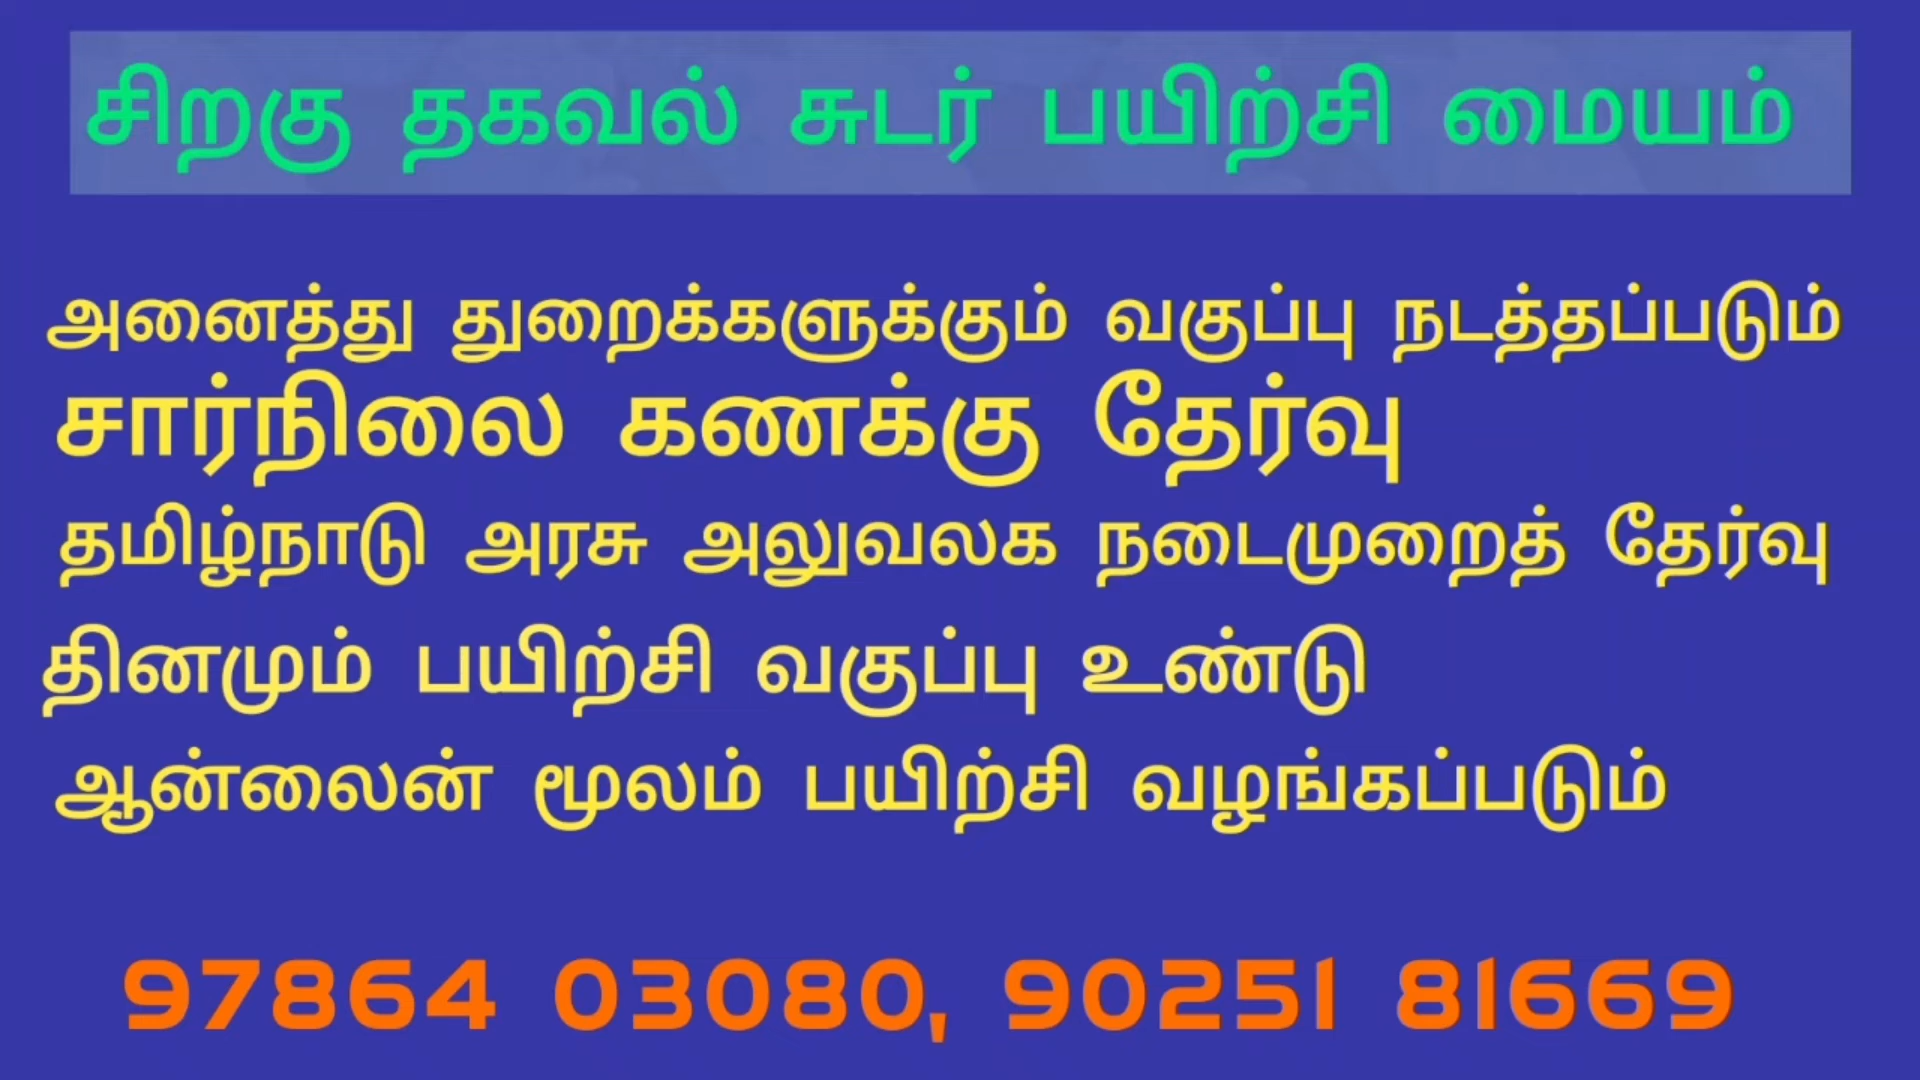 சிறகு தகவல் சுடர் பயிற்சி மையம்
அனைத்து துறைக்களுக்கும் வகுப்பு நடத்தப்படும்
சார்நிலை கணக்கு தேர்வு
தமிழ்நாடு அரசு அலுவலக நடைமுறைத் தேர்வு
தினமும் பயிற்சி வகுப்பு உண்டு
ஆன்லைன் மூலம் பயிற்சி வழங்கப்படும்
97864 03080, 90251 81669